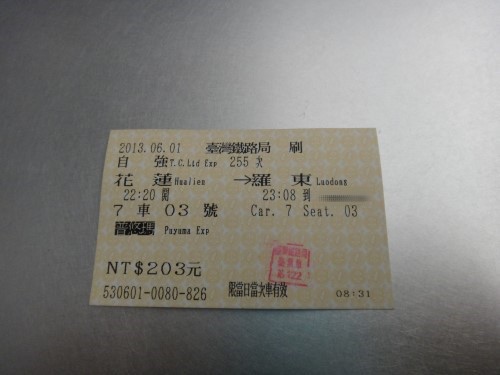 2013.06.01 臺灣鐵路局 刷
自 強 T.C.Ltd Exp 255 次
花 蓮 Hualien →羅 東 Luodong
22:20 開 23:08 到
7 車 03 號 Car. 7 Seat. 03
普悠瑪 Puyama Exp
NT$203元
530601-0080-826 限當日當次車有效 08:31